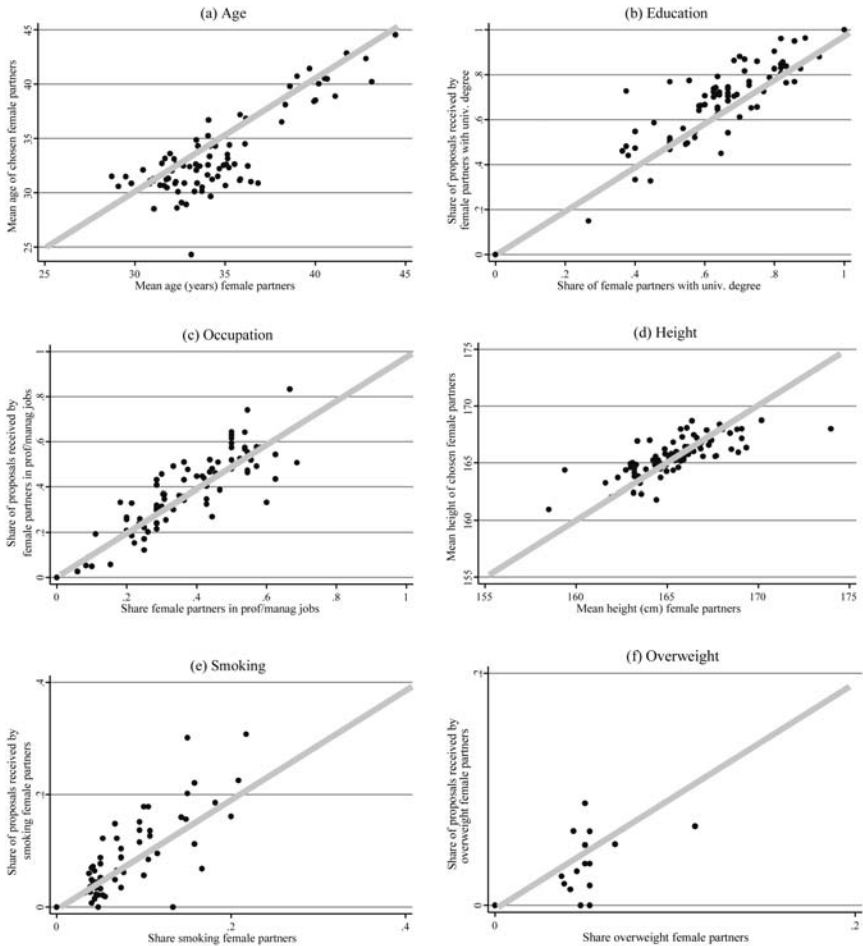 (a) Age
Mean age of chosen female partners
45
40
35
30
25
25 30 35 40 45
Mean age (years) female partners
(b) Education
Share of proposals received by
female partners with univ. degree
1
.8
.6
.4
.2
0
0 .2 .4 .6 .8 1
Share of female partners with univ. degree
(c) Occupation
Share of proposals received by
female partners in prof/manag jobs
1
.8
.6
.4
.2
0
0 .2 .4 .6 .8 1
Share female partners in prof/manag jobs
(d) Height
Mean height of chosen female partners
175
170
165
160
155
155 160 165 170 175
Mean height (cm) female partners
(e) Smoking
Share of proposals received by
smoking female partners
.4
.2
0
0 .2 .4
Share smoking female partners
(f) Overweight
Share of proposals received by
overweight female partners
.2
0
0 .2
Share overweight female partners